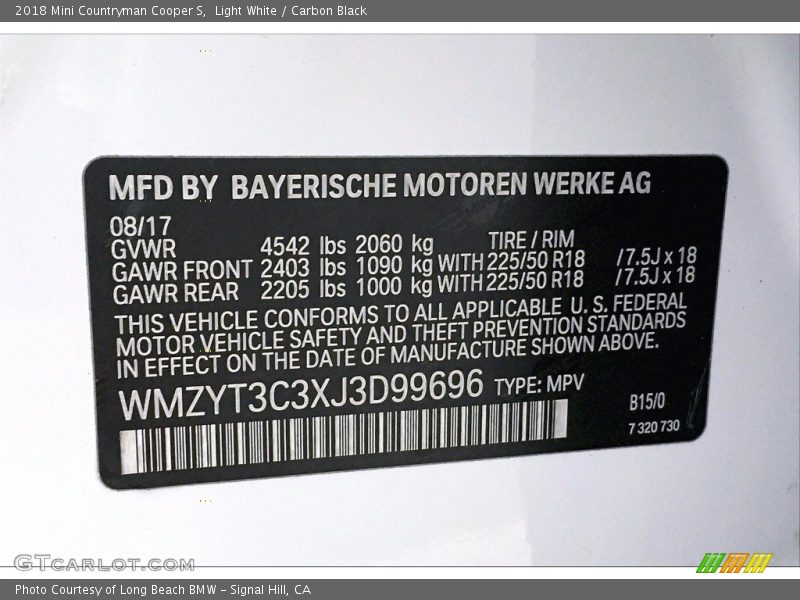 2018 Mini Countryman Cooper S,  Light White / Carbon Black
MFD BY BAYERISCHE MOTOREN WERKE AG
08/17
GVWR 4542 lbs 2060 kg TIRE / RIM
GAWR FRONT 2403 lbs 1090 kg WITH 225/50 R18 /7.5J x 18
GAWR REAR 2205 lbs 1000 kg WITH 225/50 R18 /7.5J x 18
THIS VEHICLE CONFORMS TO ALL APPLICABLE U. S. FEDERAL
MOTOR VEHICLE SAFETY AND THEFT PREVENTION STANDARDS
IN EFFECT ON THE DATE OF MANUFACTURE SHOWN ABOVE.
WMZYT3C3XJ3D99696 TYPE: MPV
B15/0
7 320 730
GTCARLOT.COM
Photo Courtesy of Long Beach BMW - Signal Hill, CA